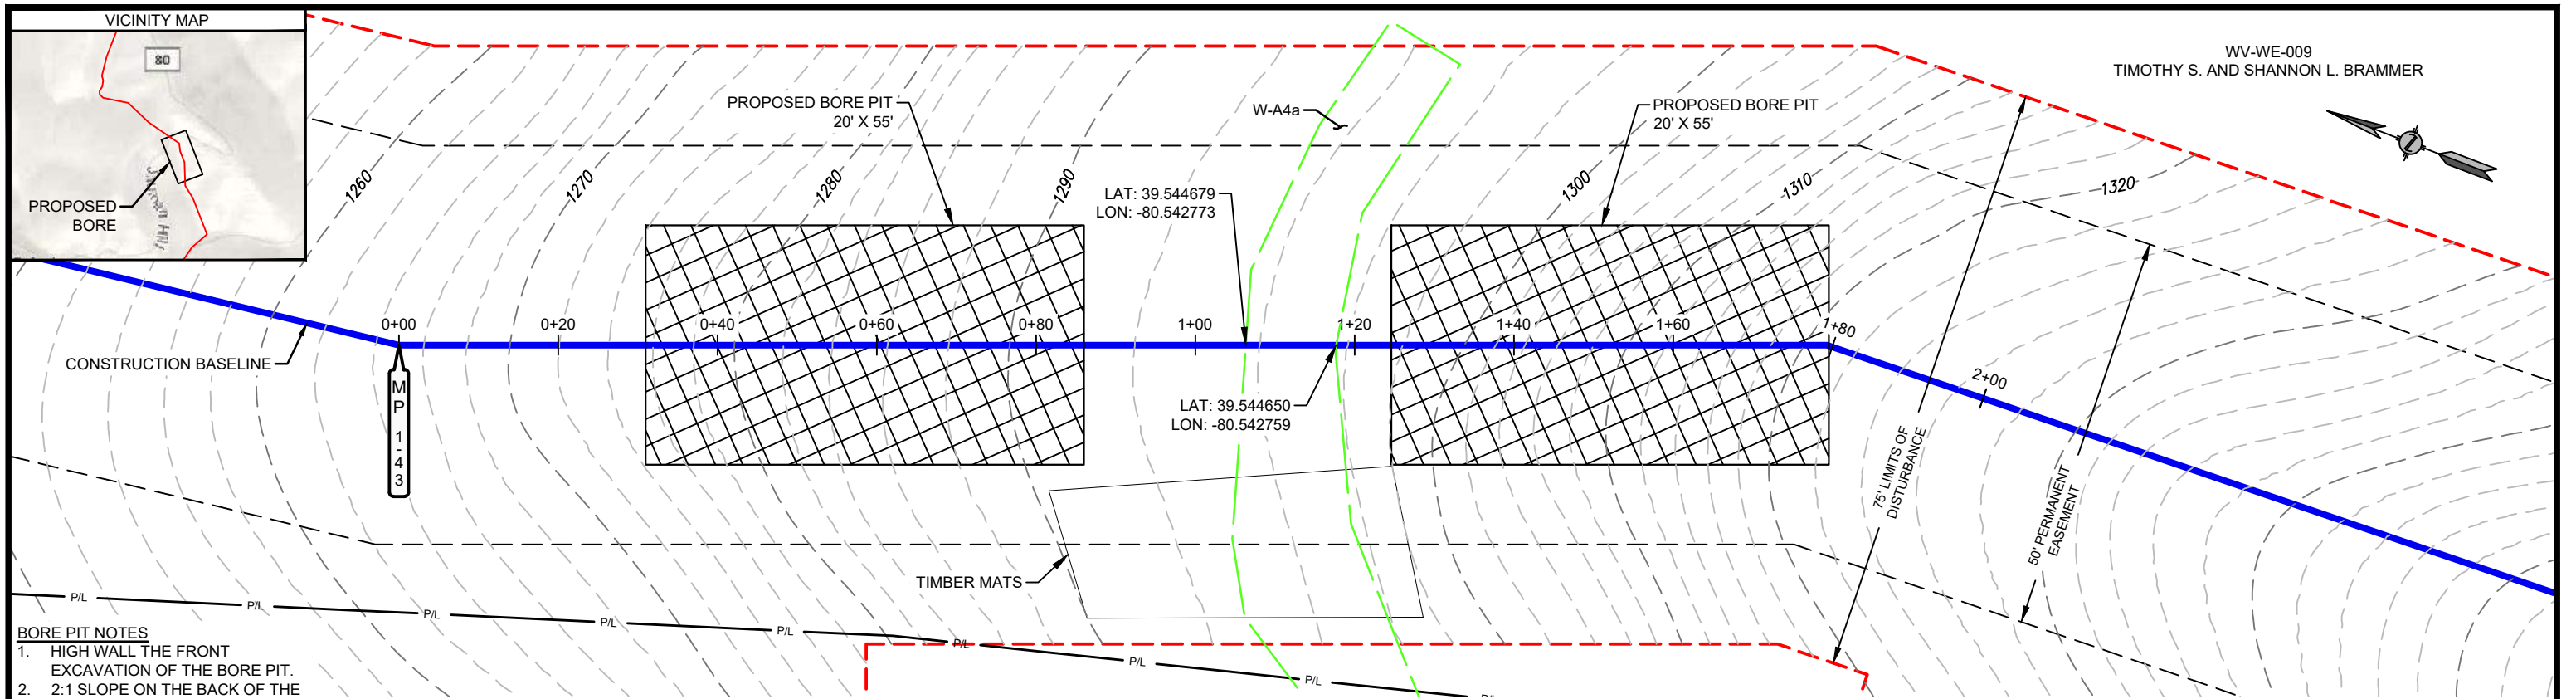 VICINITY MAP
80
PROPOSED
BORE
WV-WE-009
TIMOTHY S. AND SHANNON L. BRAMMER
PROPOSED BORE PIT
20' X 55'
W-A4a
PROPOSED BORE PIT
20' X 55'
1260
1270
1280
1290
1300
1310
1320
LAT: 39.544679
LON: -80.542773
0+00
0+20
0+40
0+60
0+80
1+00
1+20
1+40
1+60
1+80
2+00
CONSTRUCTION BASELINE
MP 1-43
LAT: 39.544650
LON: -80.542759
75' LIMITS OF
DISTURBANCE
50' PERMANENT
EASEMENT
TIMBER MATS
P/L
P/L
P/L
P/L
P/L
P/L
P/L
P/L
BORE PIT NOTES
1. HIGH WALL THE FRONT
EXCAVATION OF THE BORE PIT.
2. 2:1 SLOPE ON THE BACK OF THE